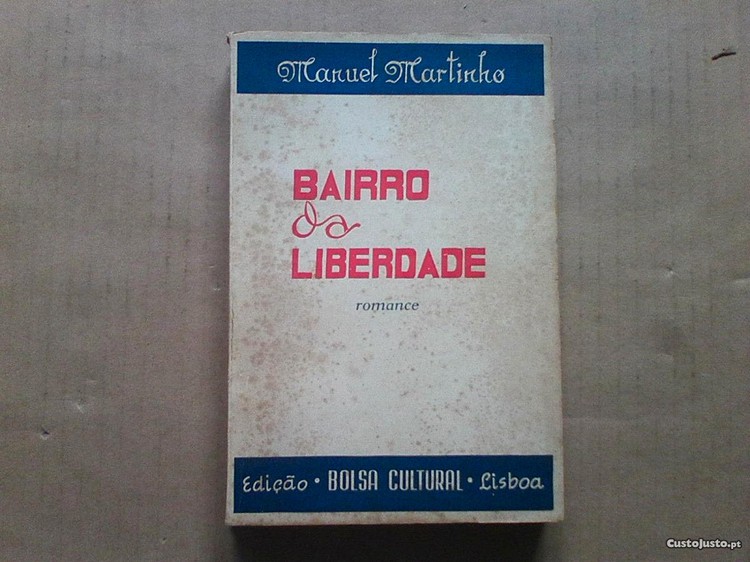 Manuel Martinho
BAIRRO
da
LIBERDADE
romance
Edição • BOLSA CULTURAL • Lisboa
CustoJusto.pt